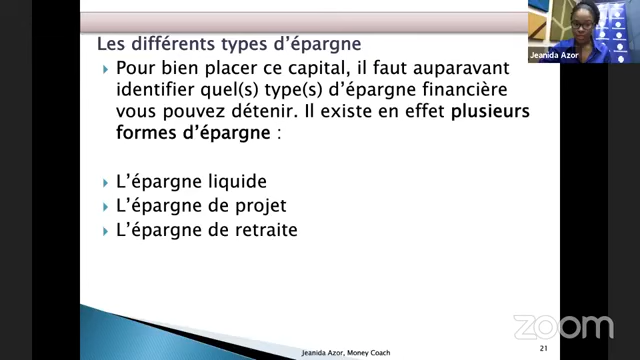 Les différents types d'épargne
Pour bien placer ce capital, il faut auparavant
identifier quel(s) type(s) d'épargne financière
vous pouvez détenir. Il existe en effet plusieurs
formes d'épargne :
L'épargne liquide
L'épargne de projet
L'épargne de retraite
Jeanida Azor, Money Coach
21
Jeanida Azor
zoom